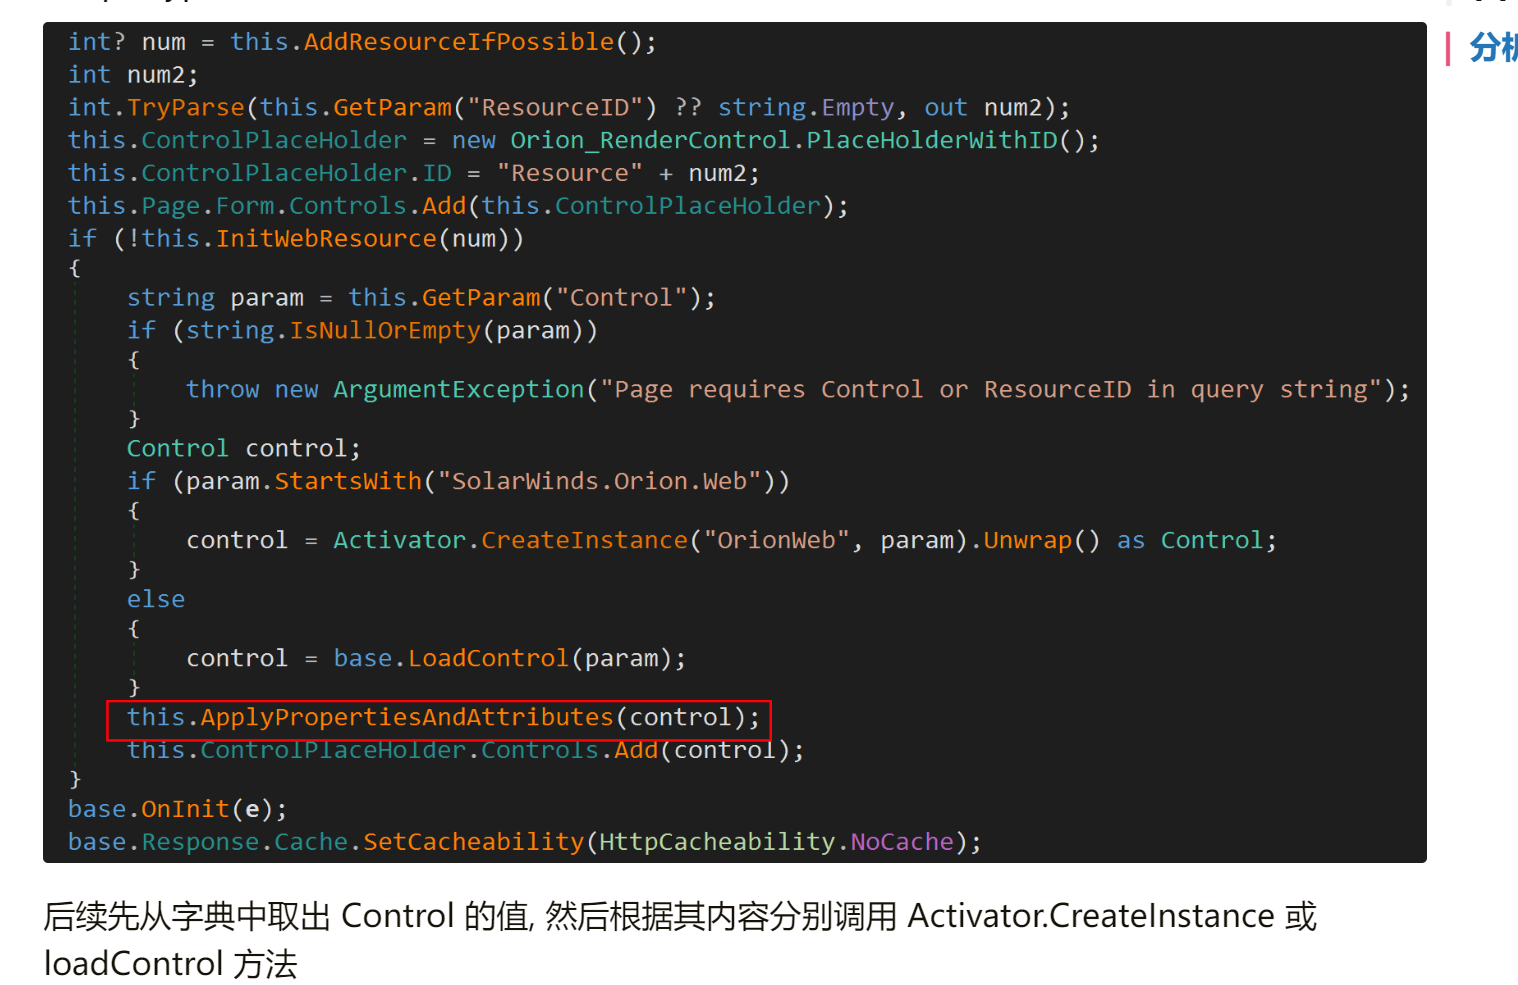 int? num = this.AddResourceIfPossible();
int num2;
int.TryParse(this.GetParam("ResourceID") ?? string.Empty, out num2);
this.ControlPlaceHolder = new Orion_RenderControl.PlaceHolderWithID();
this.ControlPlaceHolder.ID = "Resource" + num2;
this.Page.Form.Controls.Add(this.ControlPlaceHolder);
if (!this.InitWebResource(num))
{
    string param = this.GetParam("Control");
    if (string.IsNullOrEmpty(param))
    {
        throw new ArgumentException("Page requires Control or ResourceID in query string");
    }
    Control control;
    if (param.StartsWith("SolarWinds.Orion.Web"))
    {
        control = Activator.CreateInstance("OrionWeb", param).Unwrap() as Control;
    }
    else
    {
        control = base.LoadControl(param);
    }
    this.ApplyPropertiesAndAttributes(control);
    this.ControlPlaceHolder.Controls.Add(control);
}
base.OnInit(e);
base.Response.Cache.SetCacheability(HttpCacheability.NoCache);
后续先从字典中取出 Control 的值, 然后根据其内容分别调用 Activator.CreateInstance 或
loadControl 方法
分析